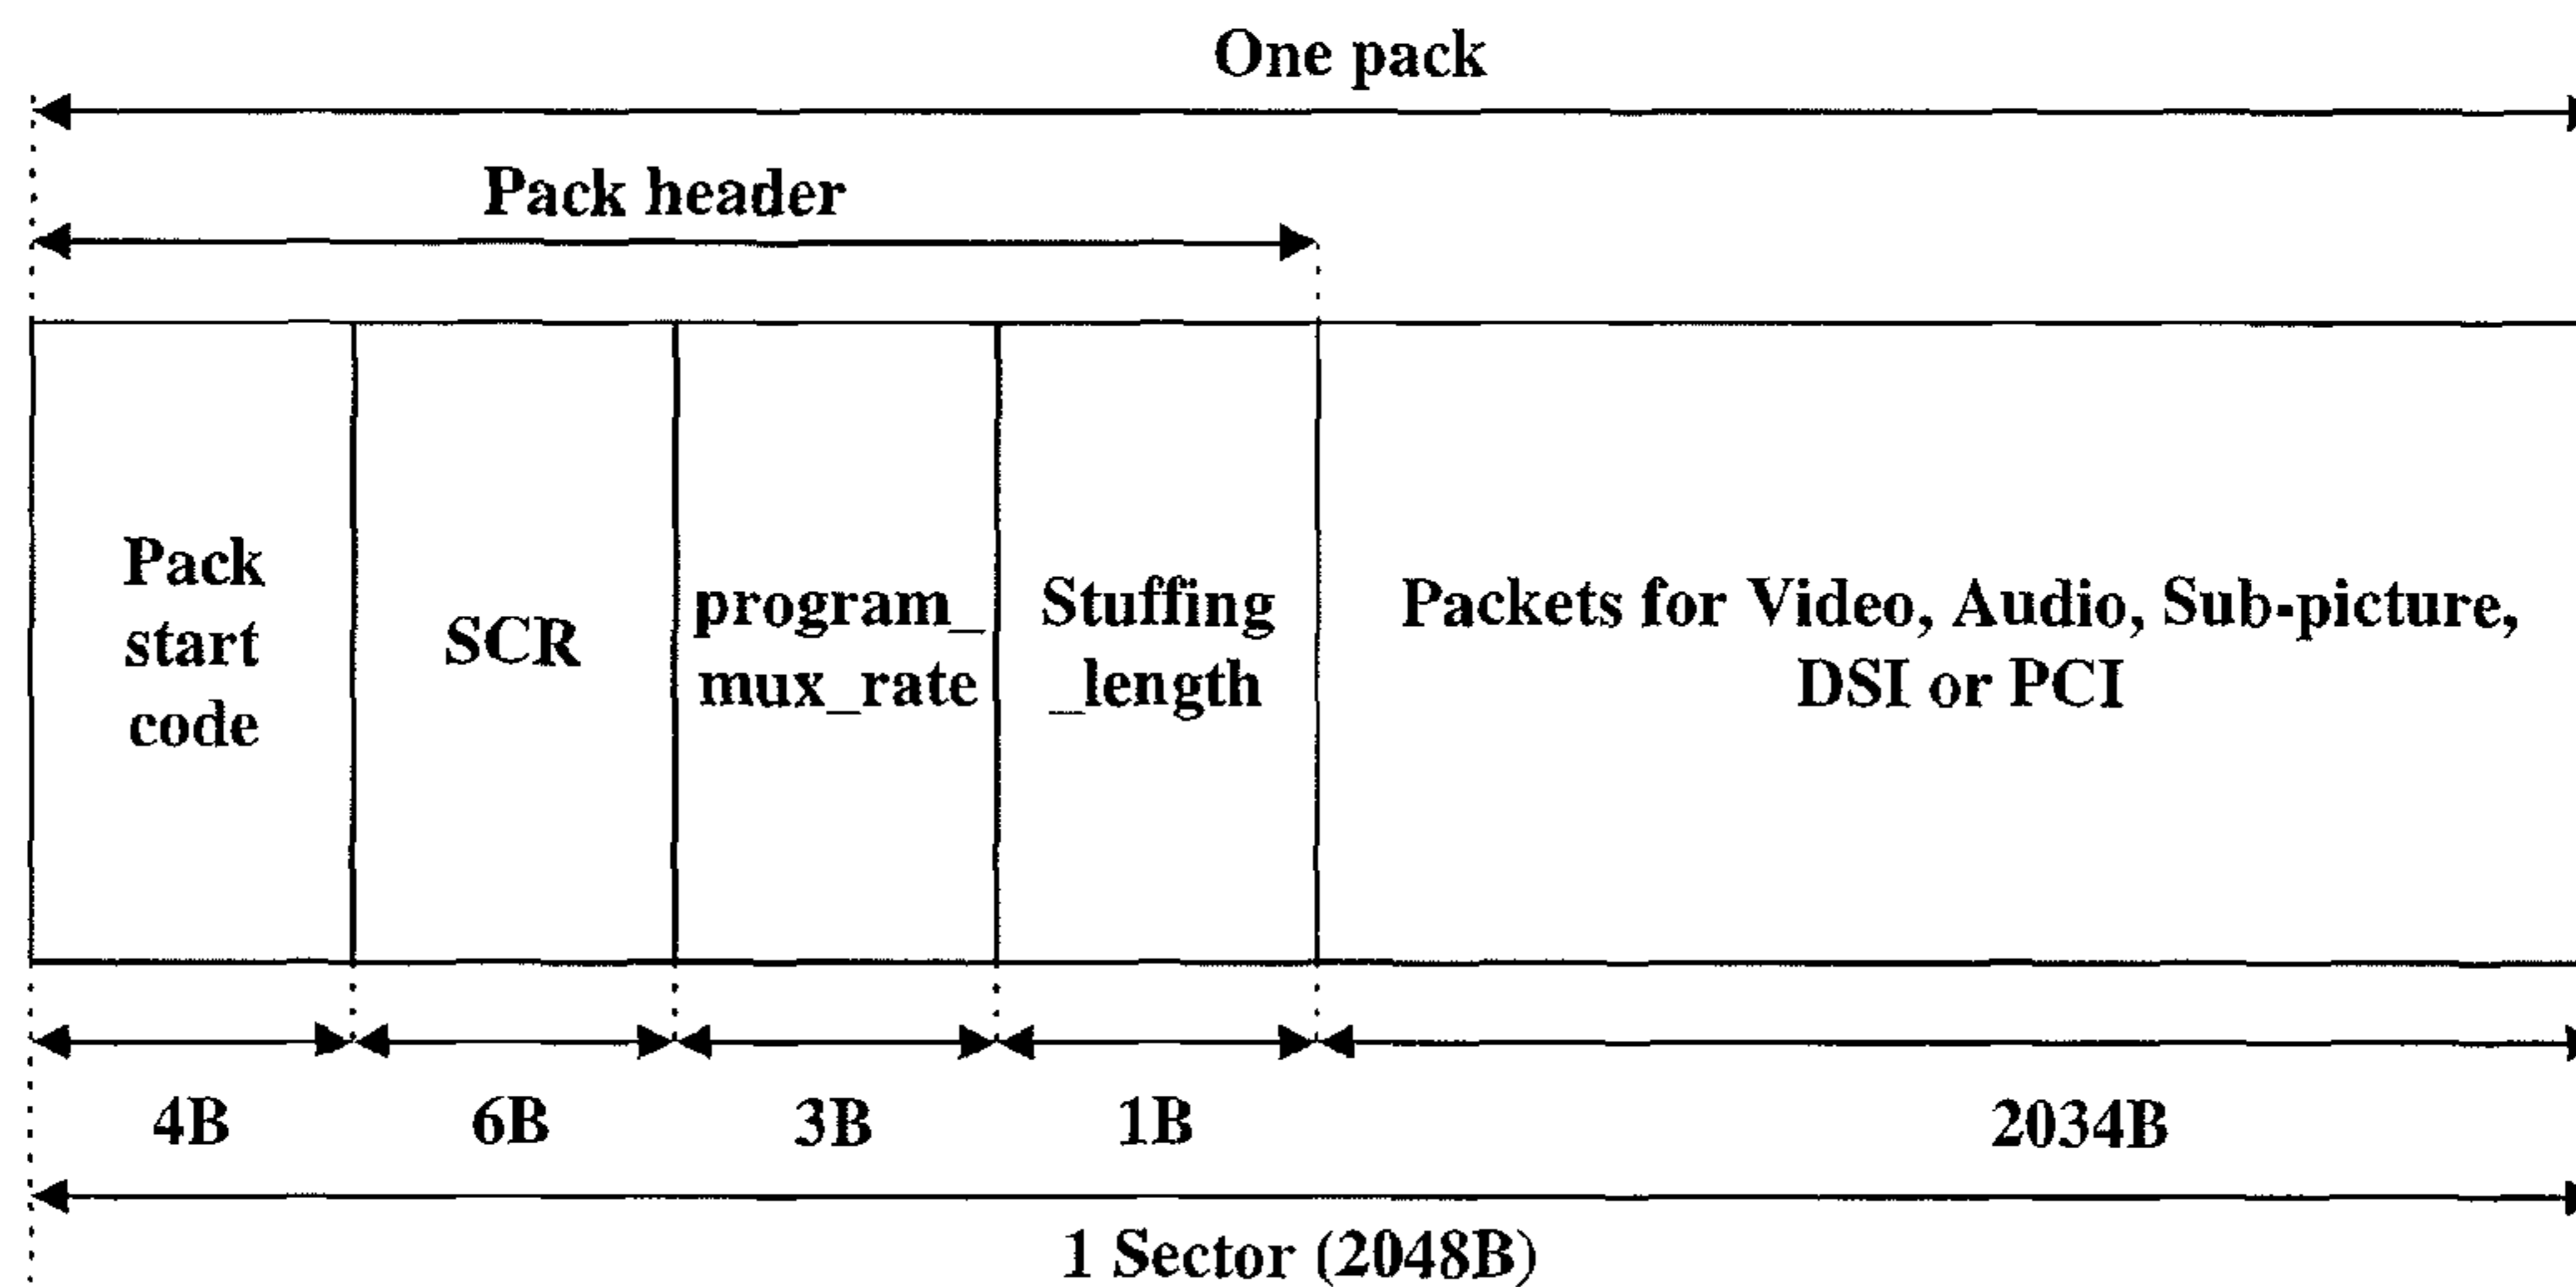 One pack
Pack header
Pack
start
code
SCR
program_
mux_rate
Stuffing
_length
Packets for Video, Audio, Sub-picture,
DSI or PCI
4B
6B
3B
1B
2034B
1 Sector (2048B)